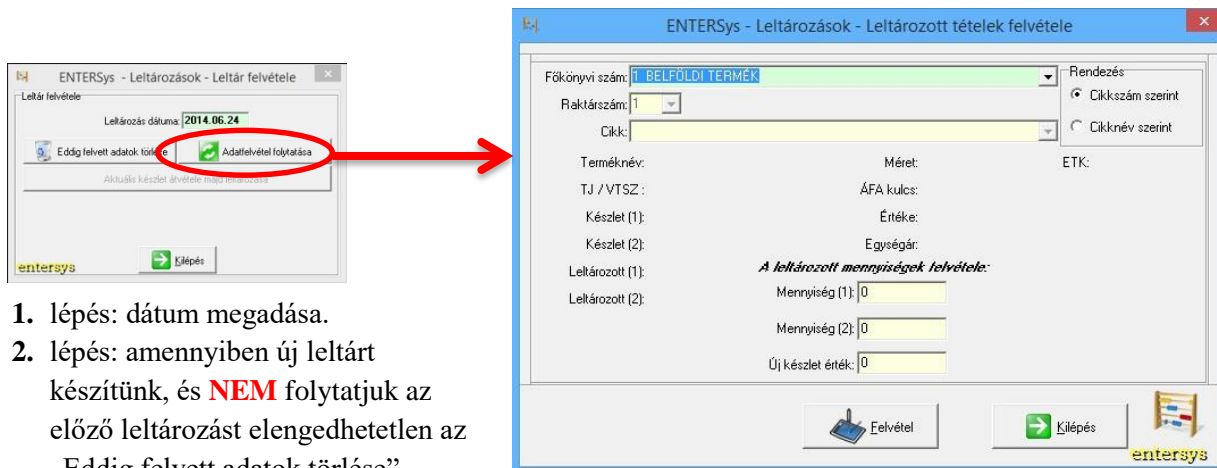 ENTERSys - Leltározások - Leltár felvétele
Leltár felvétele
Leltározás dátuma: 2014.06.24
Eddig felvett adatok törlése
Adatfelvétel folytatása
Aktuális készlet átvétele majd leltározása
Kilépés
entersys
1. lépés: dátum megadása.
2. lépés: amennyiben új leltárt
készítünk, és NEM folytatjuk az
előző leltározást elengedhetetlen az
„Eddig felvett adatok törlése”
ENTERSys - Leltározások - Leltározott tételek felvétele
Főkönyvi szám: 1 BELFÖLDI TERMÉK
Raktárszám: 1
Cikk:
Rendezés
Cikkszám szerint
Cikknév szerint
Terméknév: Méret: ETK:
TJ / VTSZ : ÁFA kulcs:
Készlet (1): Értéke:
Készlet (2): Egységár:
Leltározott (1): A leltározott mennyiségek felvétele:
Leltározott (2): Mennyiség (1): 0
Mennyiség (2): 0
Új készlet érték: 0
Felvétel
Kilépés
entersys